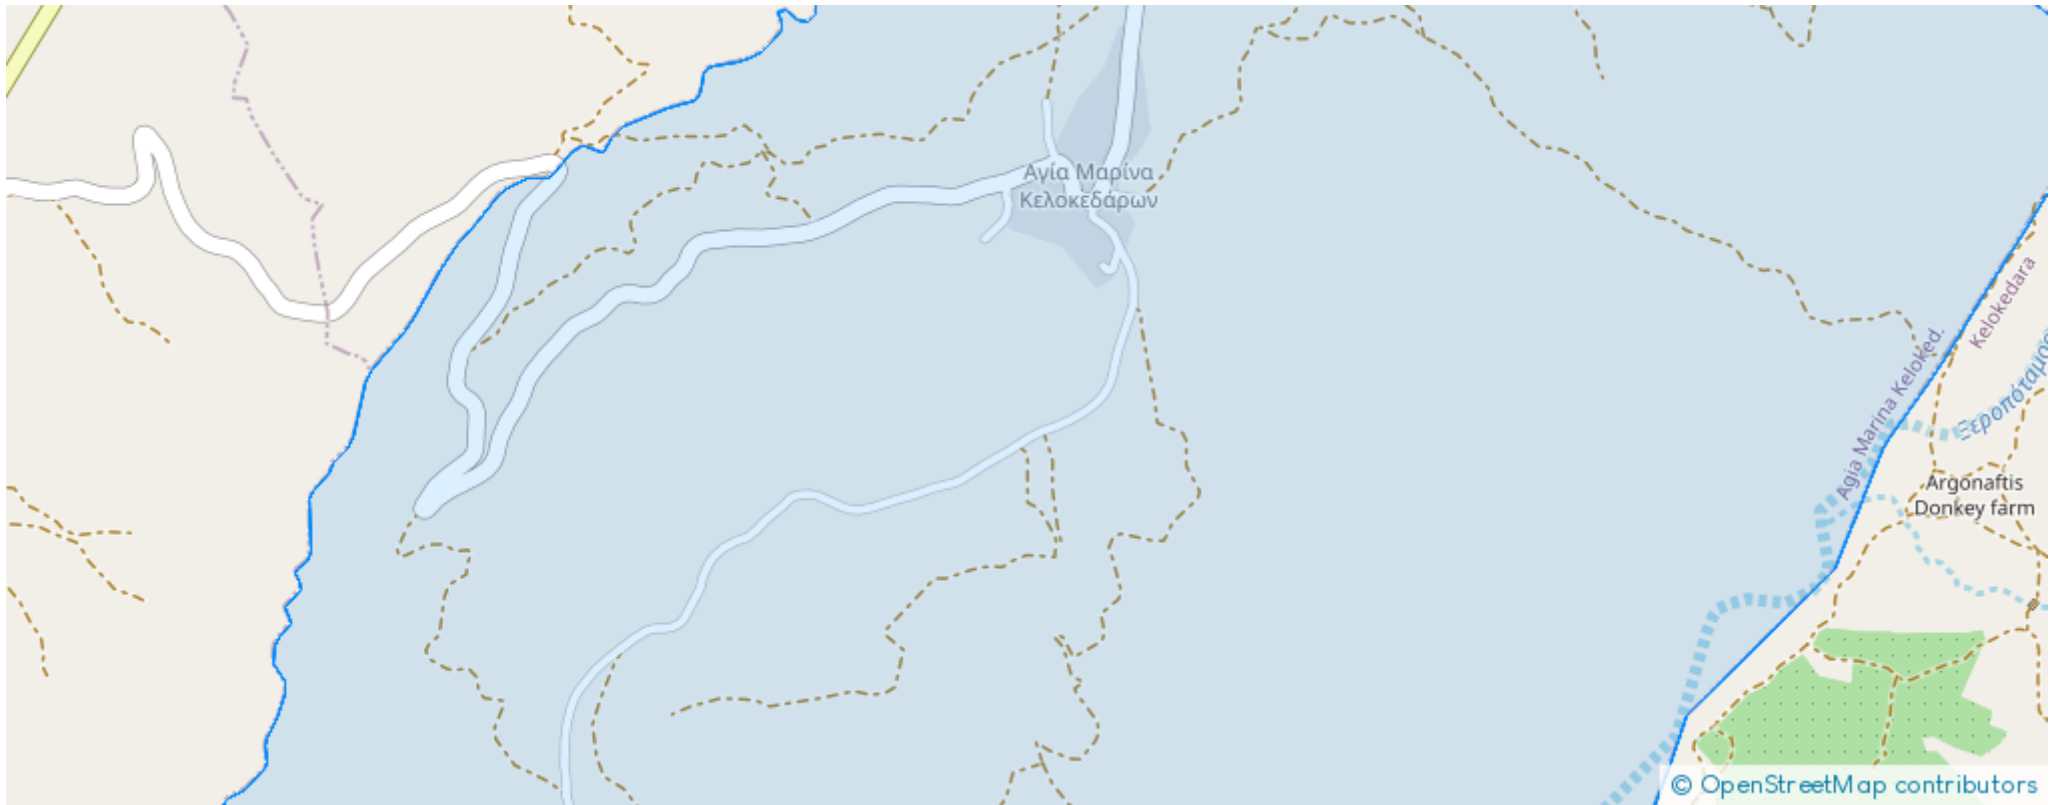 Αγία Μαρίνα
Κελοκεδάρων
Kelokedara
Agia Marina Keloked.
Ξεροπόταμος
Argonaftis
Donkey farm
© OpenStreetMap contributors